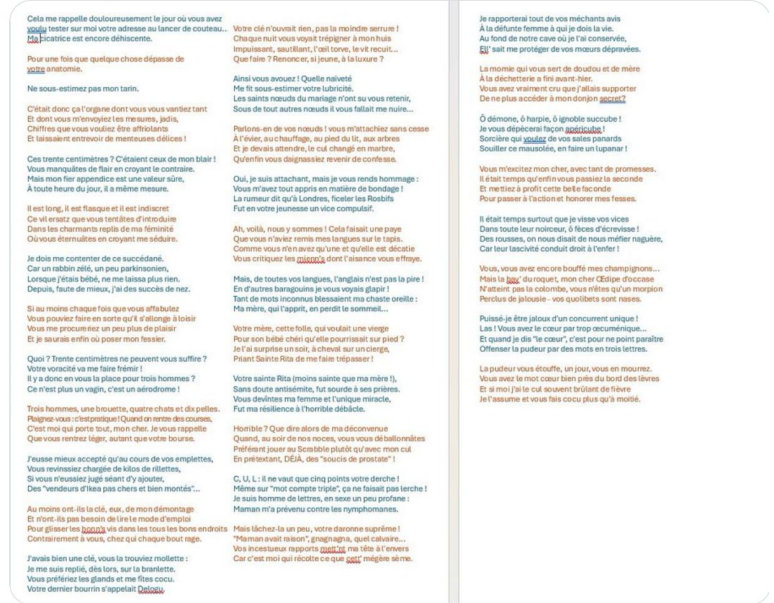 Cela me rappelle douloureusement le jour où vous avez
voulu tester sur moi votre adresse au lancer de couteau..
Ma cicatrice est encore déhiscente.
Pour une fois que quelque chose dépasse de
votre anatomie.
Ne sous-estimez pas mon tarin.
C'était donc ça l'organe dont vous vous vantiez tant
Et dont vous m'envoyiez les mesures, jadis,
Chiffres que vous vouliez être affriolants
Et laissaient entrevoir de menteuses délices !
Ces trente centimètres ? C'étaient ceux de mon blair !
Vous manquâtes de flair en croyant le contraire.
Mais mon fier appendice est une valeur sûre,
À toute heure du jour, il a même mesure.
Il est long, il est flasque et il est indiscret
Ce vil ersatz que vous tentâtes d'introduire
Dans les charmants replis de ma féminité
Où vous éternuâtes en croyant me séduire.
Je dois me contenter de ce succédané.
Car un rabbin zélé, un peu parkinsonien,
Lorsque j'étais bébé, ne me laissa plus rien.
Depuis, faute de mieux, j'ai des succès de nez.
Si au moins chaque fois que vous affabulez
Vous pouviez faire en sorte qu'il s'allonge à loisir
Vous me procureriez un peu plus de plaisir
Et je saurais enfin où poser mon fessier.
Quoi ? Trente centimètres ne peuvent vous suffire ?
Votre voracité va me faire frémir !
Il y a donc en vous la place pour trois hommes ?
Ce n'est plus un vagin, c'est un aérodrome !
Trois hommes, une brouette, quatre chats et dix pelles.
Plaignez-vous : c'est pratique ! Quand on rentre des courses,
C'est moi qui porte tout, mon cher. Je vous rappelle
Que vous rentrez léger, autant que votre bourse.
J'eusse mieux accepté qu'au cours de vos emplettes,
Vous revinssiez chargée de kilos de rillettes,
Si vous n'eussiez jugé séant d'y ajouter,
Des "vendeurs d'Ikea pas chers et bien montés"...
Au moins ont-ils la clé, eux, de mon démontage
Et n'ont-ils pas besoin de lire le mode d'emploi
Pour glisser les bonn's vis dans les tous les bons endroits
Contrairement à vous, chez qui chaque bout rage.
J'avais bien une clé, vous la trouviez mollette :
Je me suis replié, dès lors, sur la branlette.
Vous préfériez les glands et me fîtes cocu.
Votre dernier bourrin s'appelait Delogu.
Votre clé n'ouvrait rien, pas la moindre serrure !
Chaque nuit vous voyait trépigner à mon huis
Impuissant, sautillant, l'œil torve, le vit recuit...
Que faire ? Renoncer, si jeune, à la luxure ?
Ainsi vous avouez ! Quelle naïveté
Me fit sous-estimer votre lubricité.
Les saints nœuds du mariage n'ont su vous retenir,
Sous de tout autres nœuds il vous fallait me nuire...
Parlons-en de vos nœuds ! vous m'attachiez sans cesse
À l'évier, au chauffage, au pied du lit, aux arbres
Et je devais attendre, le cul changé en marbre,
Qu'enfin vous daignassiez revenir de confesse.
Oui, je suis attachant, mais je vous rends hommage :
Vous m'avez tout appris en matière de bondage !
La rumeur dit qu'à Londres, ficeler les Rosbifs
Fut en votre jeunesse un vice compulsif.
Ah, voilà, nous y sommes ! Cela faisait une paye
Que vous n'aviez remis mes langues sur le tapis.
Comme vous n'en avez qu'une et qu'elle est décatie
Vous critiquez les mienn's dont l'aisance vous effraye.
Mais, de toutes vos langues, l'anglais n'est pas la pire !
En d'autres baragouins je vous voyais glapir !
Tant de mots inconnus blessaient ma chaste oreille :
Ma mère, qui l'apprit, en perdit le sommeil...
Votre mère, cette folle, qui voulait une vierge
Pour son bébé chéri qu'elle pourrissait sur pied ?
Je l'ai surprise un soir, à cheval sur un cierge,
Priant Sainte Rita de me faire trépasser !
Votre sainte Rita (moins sainte que ma mère !),
Sans doute antisémite, fut sourde à ses prières.
Vous devîntes ma femme et l'unique miracle,
Fut ma résilience à l'horrible débâcle.
Horrible ? Que dire alors de ma déconvenue
Quand, au soir de nos noces, vous vous déballonnâtes
Préférant jouer au Scrabble plutôt qu'avec mon cul
En prétextant, DÉJÀ, des "soucis de prostate" !
C, U, L : il ne vaut que cinq points votre derche !
Même sur "mot compte triple", ça ne faisait pas lerche !
Je suis homme de lettres, en sexe un peu profane :
Maman m'a prévenu contre les nymphomanes.
Mais lâchez-la un peu, votre daronne suprême !
"Maman avait raison", gnagnagna, quel calvaire...
Vos incestueux rapports mett'nt ma tête à l'envers
Car c'est moi qui récolte ce que cett' mégère sème.
Je rapporterai tout de vos méchants avis
À la défunte femme à qui je dois la vie.
Au fond de notre cave où je l'ai conservée,
Ell' sait me protéger de vos mœurs dépravées.
La momie qui vous sert de doudou et de mère
À la déchetterie a fini avant-hier.
Vous avez vraiment cru que j'allais supporter
De ne plus accéder à mon donjon secret?
Ô démone, ô harpie, ô ignoble succube !
Je vous dépècerai façon apéricube !
Sorcière qui voulez de vos sales panards
Souiller ce mausolée, en faire un lupanar !
Vous m'excitez mon cher, avec tant de promesses.
Il était temps qu'enfin vous passiez la seconde
Et mettiez à profit cette belle faconde
Pour passer à l'action et honorer mes fesses.
Il était temps surtout que je visse vos vices
Dans toute leur noirceur, ô fèces d'écrevisse !
Des rousses, on nous disait de nous méfier naguère,
Car leur lascivité conduit droit à l'enfer !
Vous, vous avez encore bouffé mes champignons...
Mais la bav' du roquet, mon cher Œdipe d'occase
N'atteint pas la colombe, vous n'êtes qu'un morpion
Perclus de jalousie - vos quolibets sont nases.
Puissé-je être jaloux d'un concurrent unique !
Las ! Vous avez le cœur par trop œcuménique...
Et quand je dis "le cœur", c'est pour ne point paraître
Offenser la pudeur par des mots en trois lettres.
La pudeur vous étouffe, un jour, vous en mourrez.
Vous avez le mot cœur bien près du bord des lèvres
Et si moi j'ai le cul souvent brûlant de fièvre
Je l'assume et vous fais cocu plus qu'à moitié.